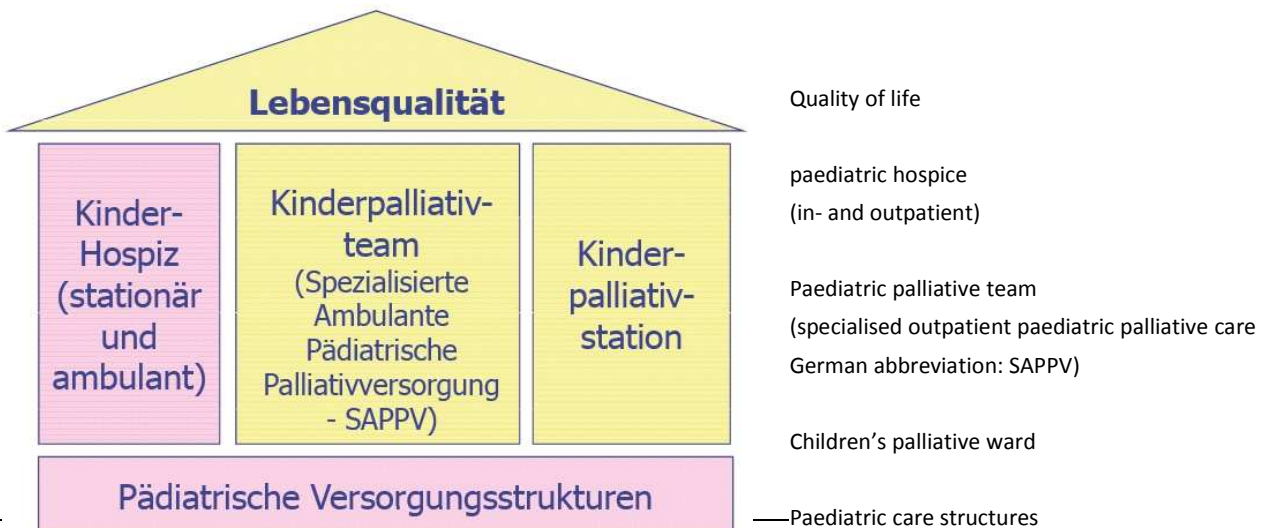 Lebensqualität
Kinder-
Hospiz
(stationär
und
ambulant)
Kinderpalliativ-
team
(Spezialisierte
Ambulante
Pädiatrische
Palliativversorgung
- SAPPV)
Kinder-
palliativ-
station
Pädiatrische Versorgungsstrukturen
Quality of life
paediatric hospice
(in- and outpatient)
Paediatric palliative team
(specialised outpatient paediatric palliative care
German abbreviation: SAPPV)
Children’s palliative ward
Paediatric care structures